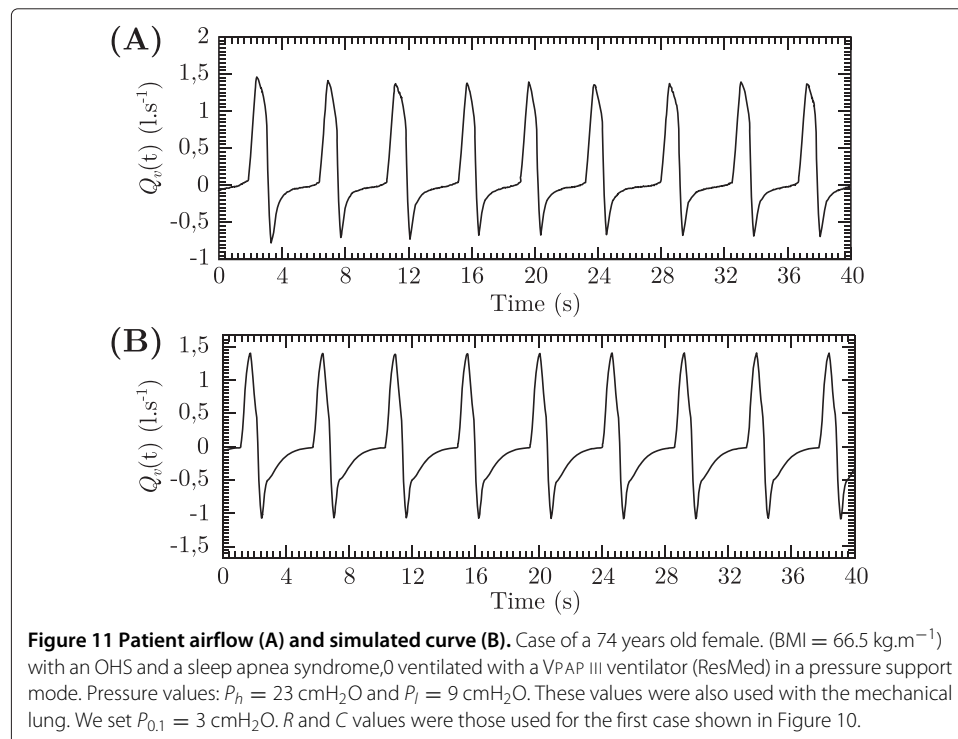 (A)
2
1,5
1
0,5
0
-0,5
-1
Q_v(t) (l.s⁻¹)
0 4 8 12 16 20 24 28 32 36 40
Time (s)
(B)
1,5
1
0,5
0
-0,5
-1
-1,5
Q_v(t) (l.s⁻¹)
0 4 8 12 16 20 24 28 32 36 40
Time (s)
Figure 11 Patient airflow (A) and simulated curve (B). Case of a 74 years old female. (BMI = 66.5 kg.m⁻¹)
with an OHS and a sleep apnea syndrome,0 ventilated with a VPAP III ventilator (ResMed) in a pressure support
mode. Pressure values: P_h = 23 cmH₂O and P_l = 9 cmH₂O. These values were also used with the mechanical
lung. We set P₀.₁ = 3 cmH₂O. R and C values were those used for the first case shown in Figure 10.